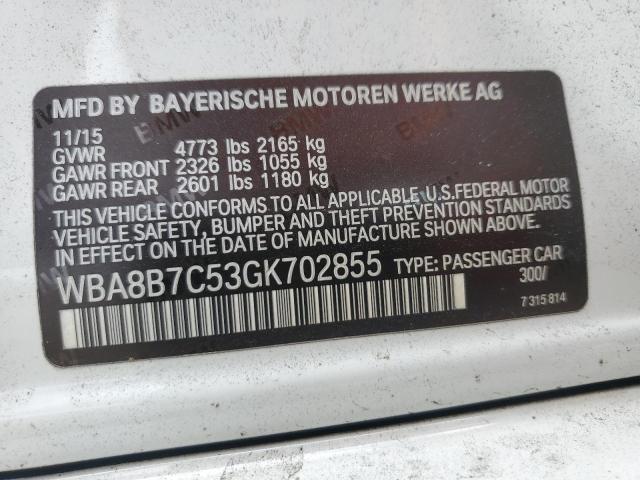 MFD BY BAYERISCHE MOTOREN WERKE AG
11/15
GVWR 4773 lbs 2165 kg
GAWR FRONT 2326 lbs 1055 kg
GAWR REAR 2601 lbs 1180 kg
THIS VEHICLE CONFORMS TO ALL APPLICABLE U.S.FEDERAL MOTOR
VEHICLE SAFETY, BUMPER AND THEFT PREVENTION STANDARDS
IN EFFECT ON THE DATE OF MANUFACTURE SHOWN ABOVE.
WBA8B7C53GK702855 TYPE: PASSENGER CAR
300/
7 315 814